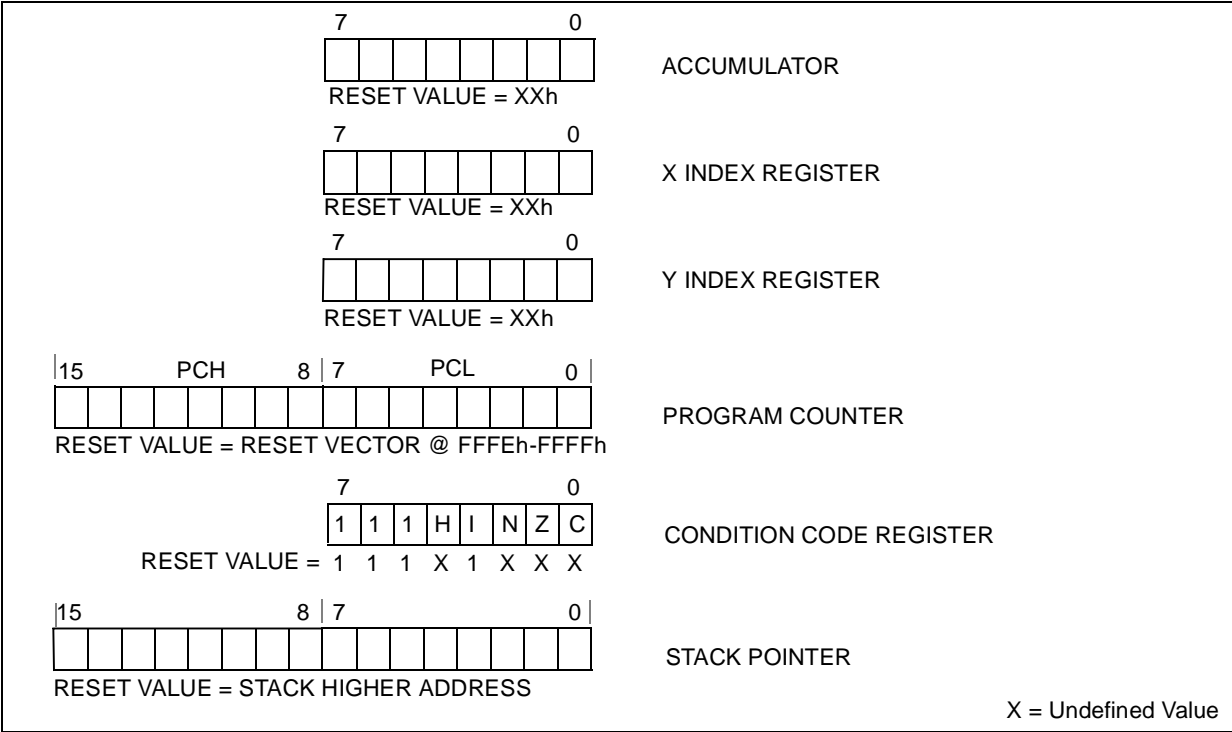 7 0
ACCUMULATOR
RESET VALUE = XXh
7 0
X INDEX REGISTER
RESET VALUE = XXh
7 0
Y INDEX REGISTER
RESET VALUE = XXh
15 PCH 8 7 PCL 0
PROGRAM COUNTER
RESET VALUE = RESET VECTOR @ FFFEh-FFFFh
7 0
1 1 1 H I N Z C
CONDITION CODE REGISTER
RESET VALUE = 1 1 1 X 1 X X X
15 8 7 0
STACK POINTER
RESET VALUE = STACK HIGHER ADDRESS
X = Undefined Value